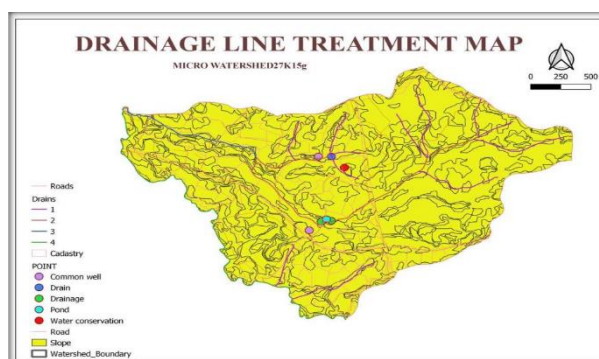 DRAINAGE LINE TREATMENT MAP
MICRO WATERSHED27K15g
0 250 500
Roads
Drains
1
2
3
4
Cadastry
POINT
Common well
Drain
Drainage
Pond
Water conservation
Road
Slope
Watershed_Boundary